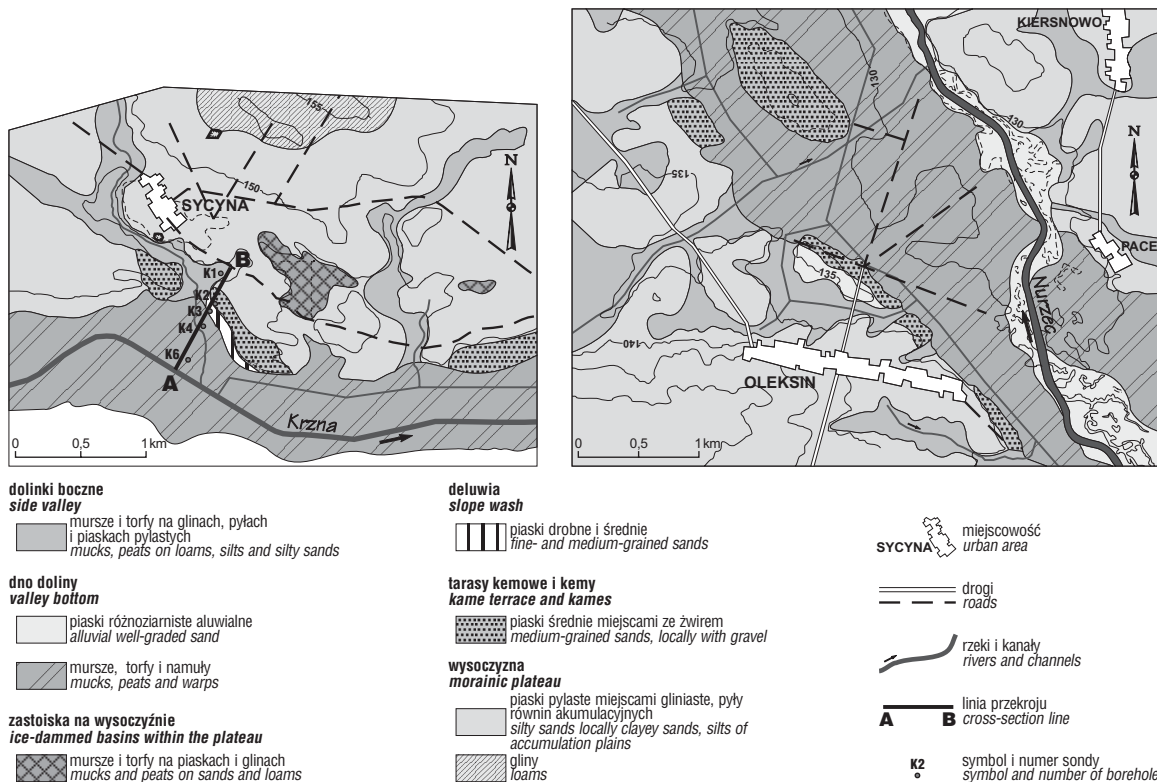 155
150
SYCYNA
N
B
K1
K2
K3
K4
K6
A
Krzna
0 0,5 1km
KIERSNOWO
130
130
135
N
PACE
135
Nurzec
140
OLEKSIN
0 0,5 1km
dolinki boczne
side valley
mursze i torfy na glinach, pyłach
i piaskach pylastych
mucks, peats on loams, silts and silty sands
dno doliny
valley bottom
piaski różnoziarniste aluwialne
alluvial well-graded sand
mursze, torfy i namuły
mucks, peats and warps
zastoiska na wysoczyźnie
ice-dammed basins within the plateau
mursze i torfy na piaskach i glinach
mucks and peats on sands and loams
deluwia
slope wash
piaski drobne i średnie
fine- and medium-grained sands
tarasy kemowe i kemy
kame terrace and kames
piaski średnie miejscami ze żwirem
medium-grained sands, locally with gravel
wysoczyzna
morainic plateau
piaski pylaste miejscami gliniaste, pyły
równin akumulacyjnych
silty sands locally clayey sands, silts of
accumulation plains
gliny
loams
SYCYNA
miejscowość
urban area
drogi
roads
rzeki i kanały
rivers and channels
A B
linia przekroju
cross-section line
K2
symbol i numer sondy
symbol and number of borehole